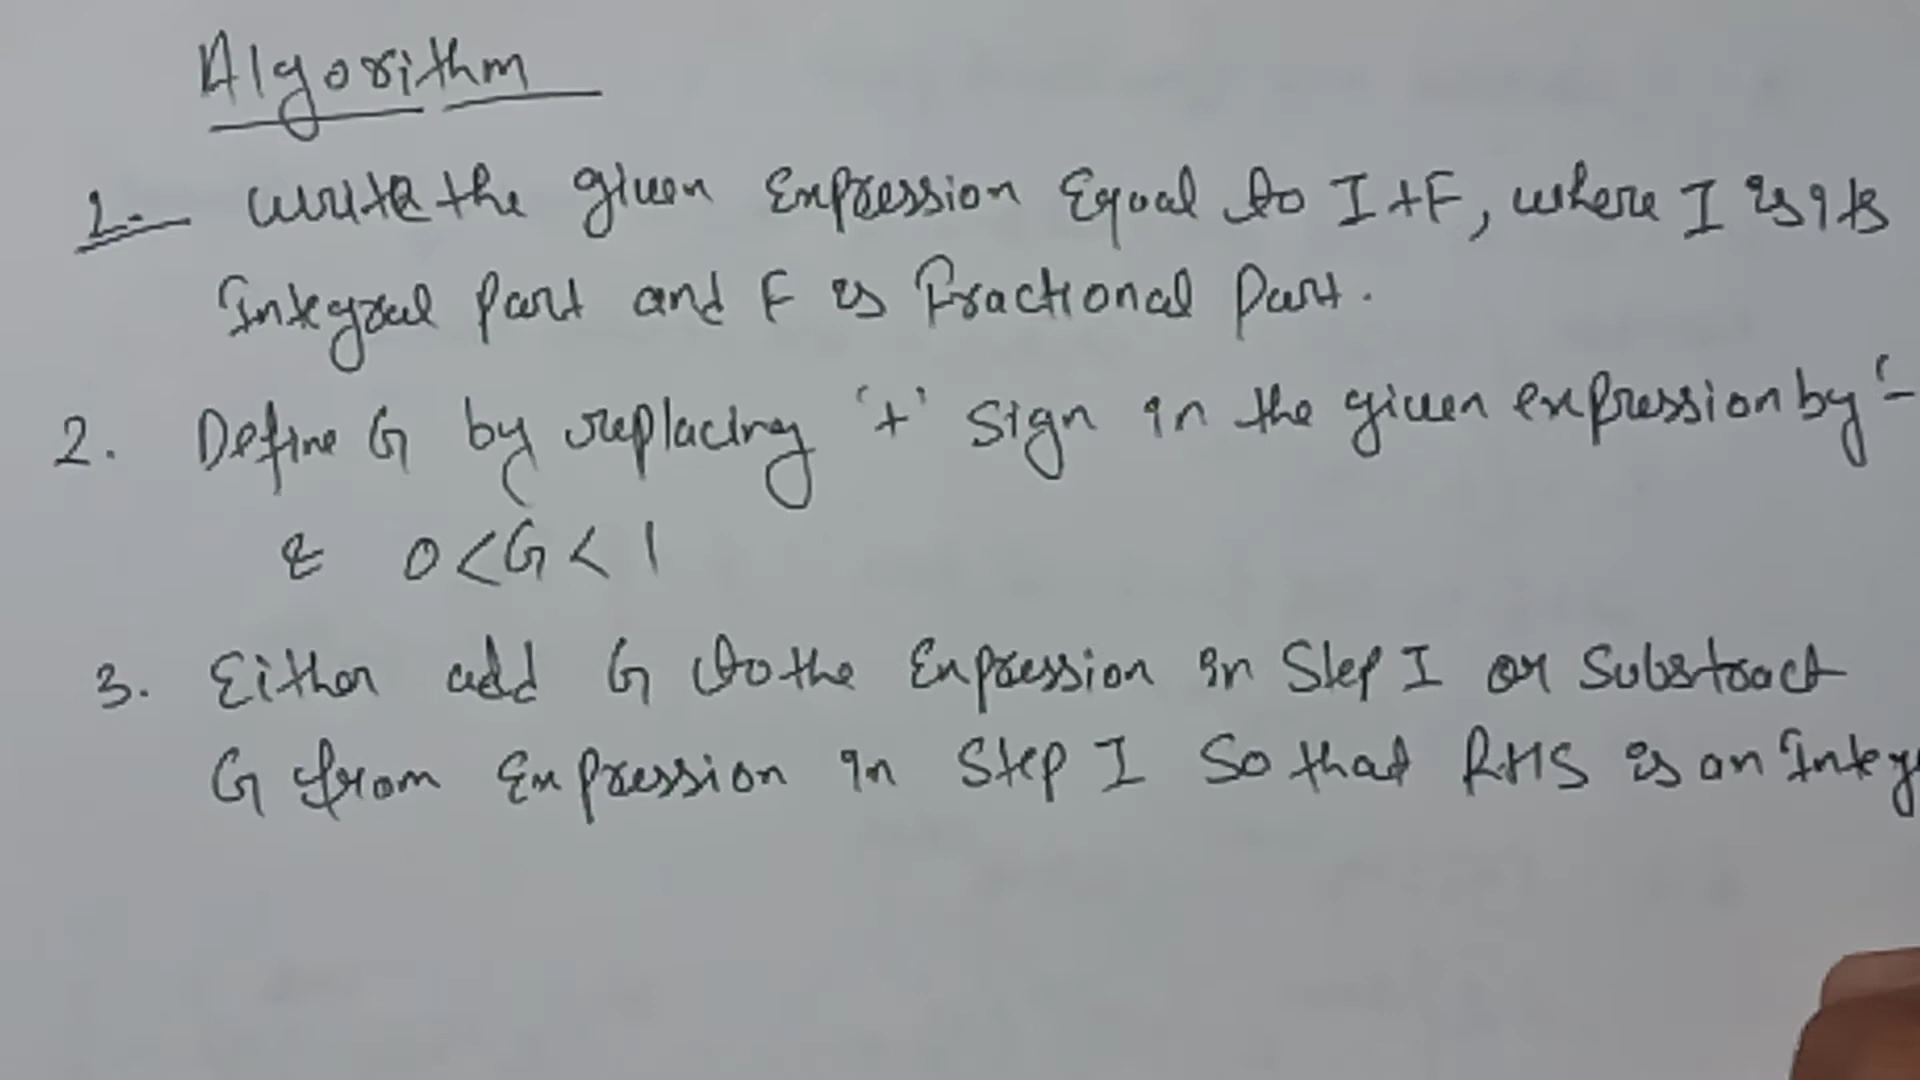 Algorithm
1. write the given Expression Equal to I+F, where I is its
Integral part and F is Fractional Part.
2. Define G by replacing '+' sign in the given expression by '-
& 0<G<1
3. Either add G to the Expression in Step I or Substract
G from Expression in Step I So that RHS is an Integ